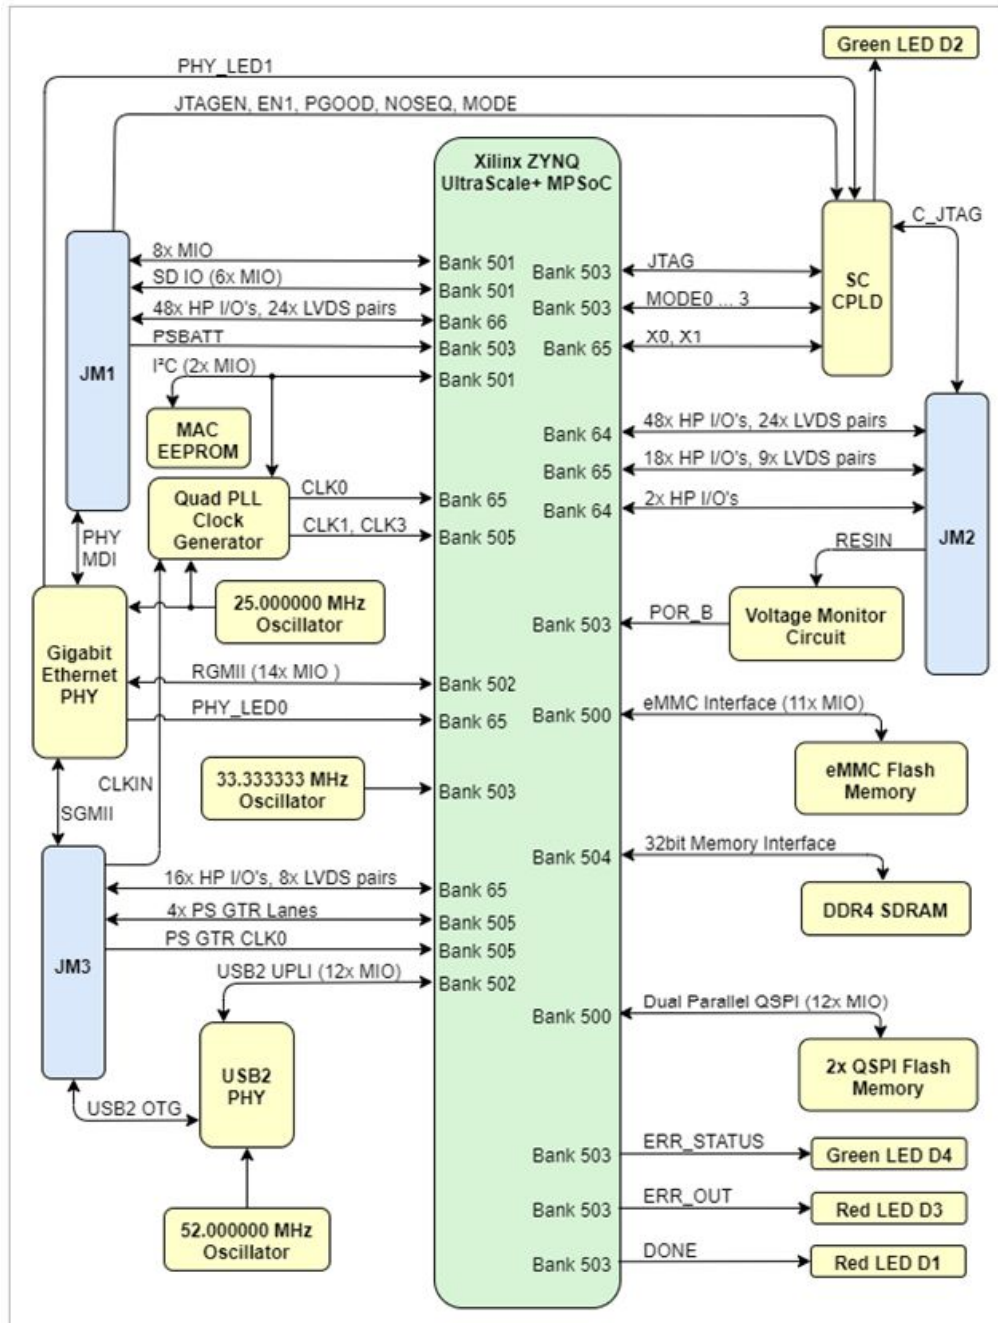 Green LED D2
PHY_LED1
JTAGEN, EN1, PGOOD, NOSEQ, MODE
Xilinx ZYNQ
UltraScale+ MPSoC
C_JTAG
SC
CPLD
JM1
8x MIO
Bank 501
SD IO (6x MIO)
Bank 501
48x HP I/O's, 24x LVDS pairs
Bank 66
PSBATT
Bank 503
I²C (2x MIO)
Bank 501
Bank 503
JTAG
Bank 503
MODE0 ... 3
Bank 65
X0, X1
MAC
EEPROM
Quad PLL
Clock
Generator
CLK0
Bank 65
CLK1, CLK3
Bank 505
Bank 64
48x HP I/O's, 24x LVDS pairs
Bank 65
18x HP I/O's, 9x LVDS pairs
Bank 64
2x HP I/O's
JM2
RESIN
PHY
MDI
25.000000 MHz
Oscillator
Bank 503
POR_B
Voltage Monitor
Circuit
Gigabit
Ethernet
PHY
RGMII (14x MIO )
Bank 502
PHY_LED0
Bank 65
Bank 500
eMMC Interface (11x MIO)
eMMC Flash
Memory
CLKIN
SGMII
33.333333 MHz
Oscillator
Bank 503
Bank 504
32bit Memory Interface
DDR4 SDRAM
JM3
16x HP I/O's, 8x LVDS pairs
Bank 65
4x PS GTR Lanes
Bank 505
PS GTR CLK0
Bank 505
USB2 UPLI (12x MIO)
Bank 502
Bank 500
Dual Parallel QSPI (12x MIO)
2x QSPI Flash
Memory
USB2
PHY
USB2 OTG
52.000000 MHz
Oscillator
Bank 503
ERR_STATUS
Green LED D4
Bank 503
ERR_OUT
Red LED D3
Bank 503
DONE
Red LED D1